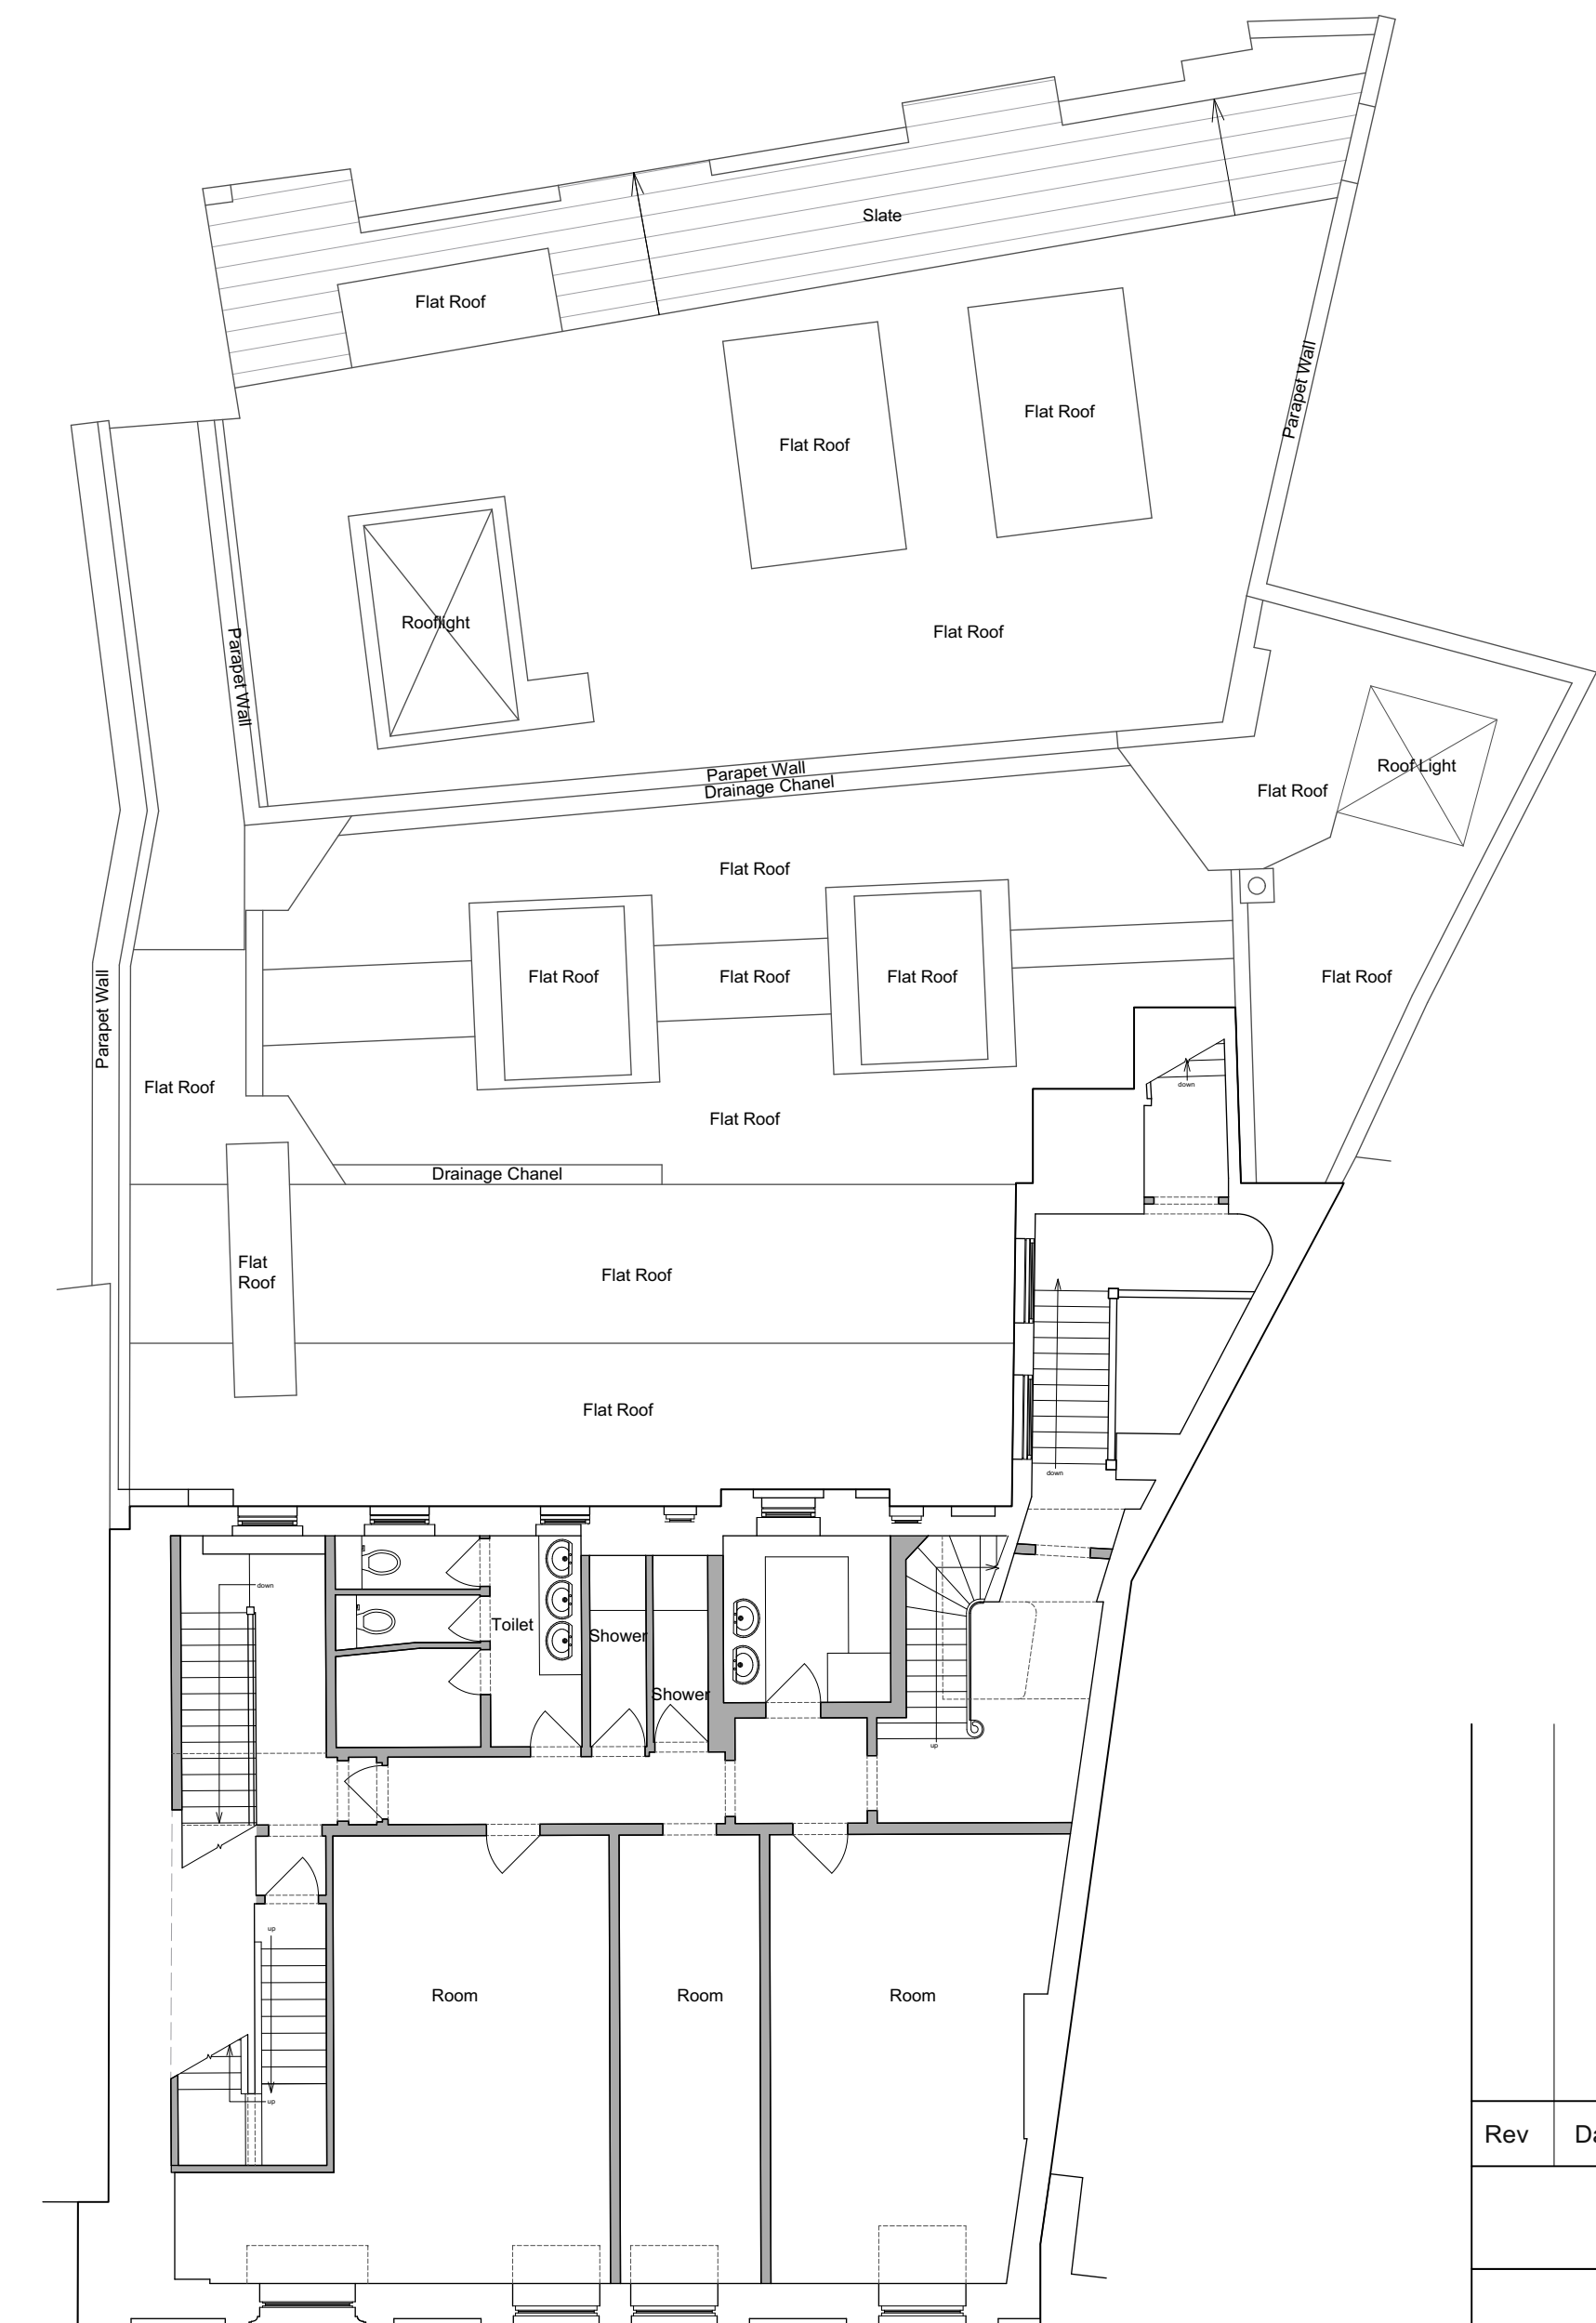 Slate
Flat Roof
Flat Roof
Flat Roof
Parapet Wall
Rooflight
Flat Roof
Parapet Wall
Parapet Wall
Drainage Chanel
Roof Light
Flat Roof
Flat Roof
Parapet Wall
Flat Roof
Flat Roof
Flat Roof
Flat Roof
Flat Roof
down
Flat Roof
Drainage Chanel
Flat
Roof
Flat Roof
Flat Roof
down
down
Toilet
Shower
Shower
up
up
Room
Room
Room
up
Rev